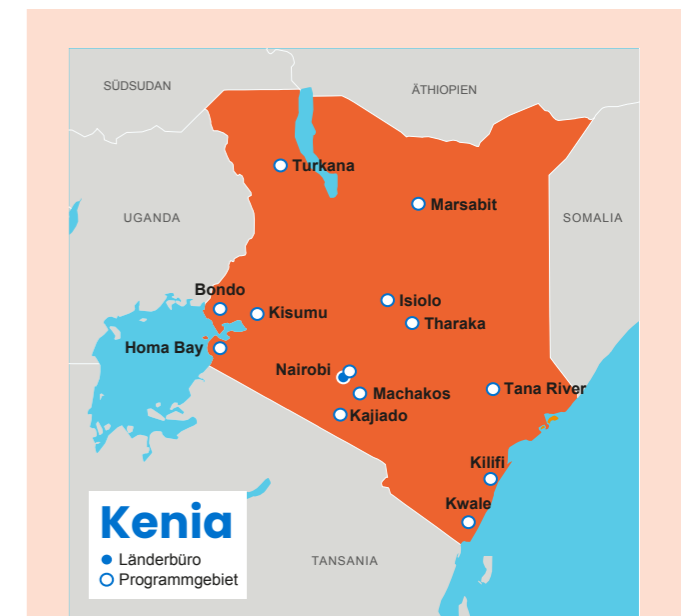 SÜDSUDAN
ÄTHIOPIEN
Turkana
Marsabit
UGANDA
SOMALIA
Bondo
Isiolo
Kisumu
Tharaka
Homa Bay
Nairobi
Machakos
Tana River
Kajiado
Kilifi
Kwale
Kenia
Länderbüro
Programmgebiet
TANSANIA